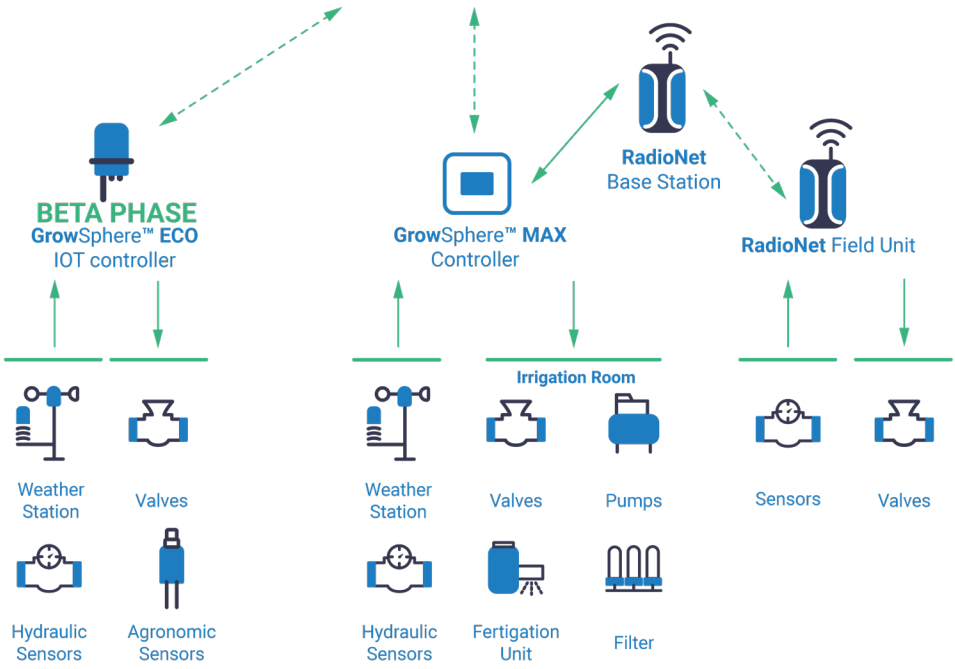 RadioNet
Base Station
BETA PHASE
GrowSphere™ ECO
IOT controller
GrowSphere™ MAX
Controller
RadioNet Field Unit
Irrigation Room
Weather
Station
Valves
Weather
Station
Valves
Pumps
Sensors
Valves
Hydraulic
Sensors
Agronomic
Sensors
Hydraulic
Sensors
Fertigation
Unit
Filter